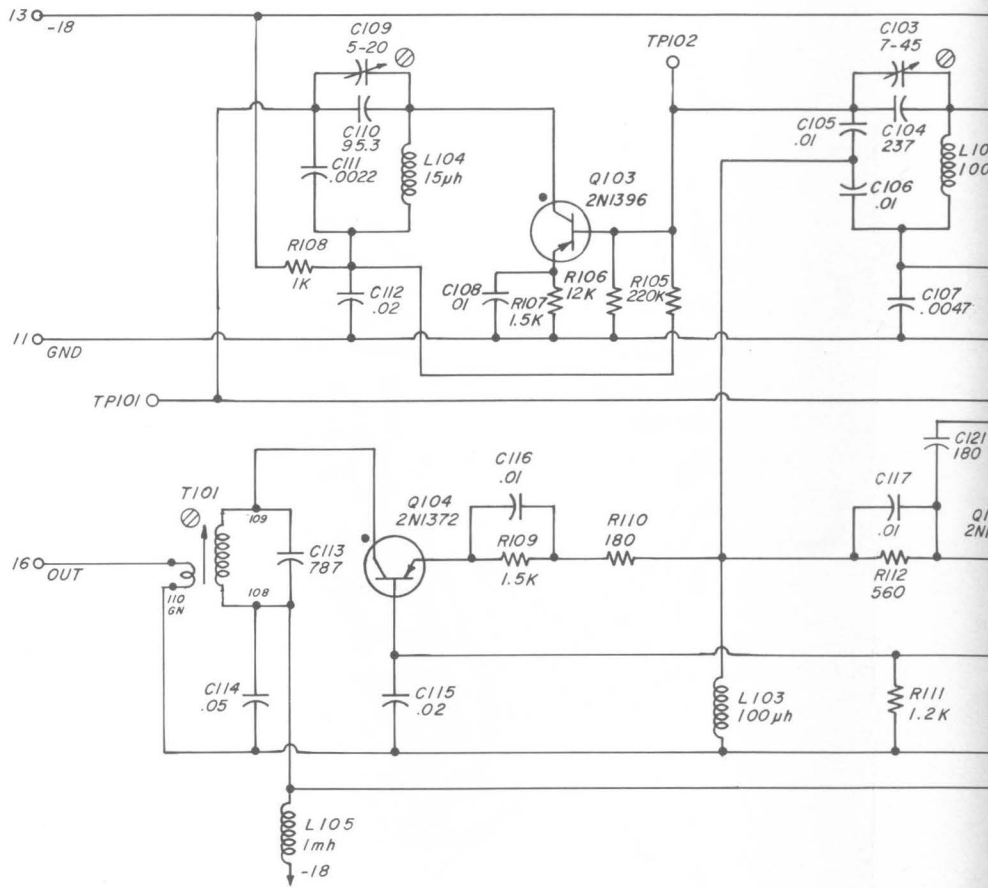 13
-18
C109
5-20
TP102
C103
7-45
C110
95.3
C111
.0022
L104
15μh
Q103
2N1396
C105
.01
C104
237
C106
.01
R108
1K
C112
.02
C108
01
R107
1.5K
R106
12K
R105
220K
C107
.0047
11
GND
TP101
C121
180
T101
109
C113
787
Q104
2N1372
C116
.01
R109
1.5K
R110
180
C117
.01
R112
560
16
OUT
110
GN
108
C114
.05
C115
.02
L103
100μh
R111
1.2K
L105
1mh
-18